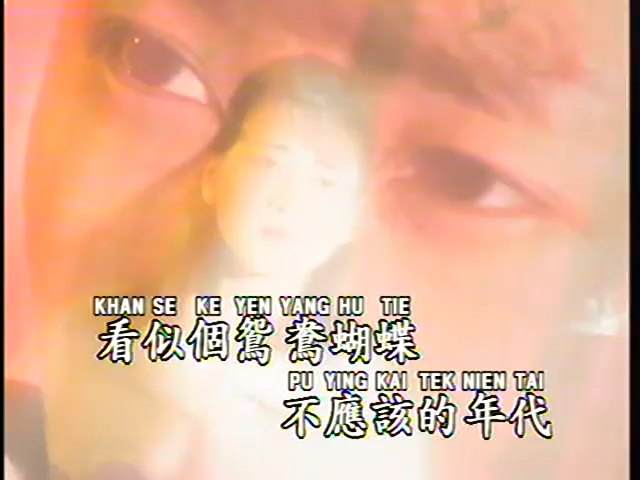 KHAN SE KE YEN YANG HU TIE
看似個鴛鴦蝴蝶
PU YING KAI TEK NIEN TAI
不應該的年代